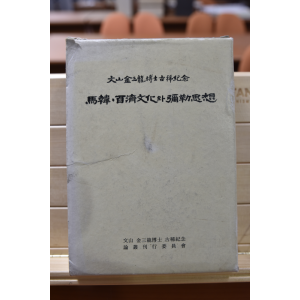 文山 金三龍 博士 古稀紀念
馬韓·百濟文化와 彌勒思想
文山 金三龍博士 古稀紀念
論叢刊行委員會